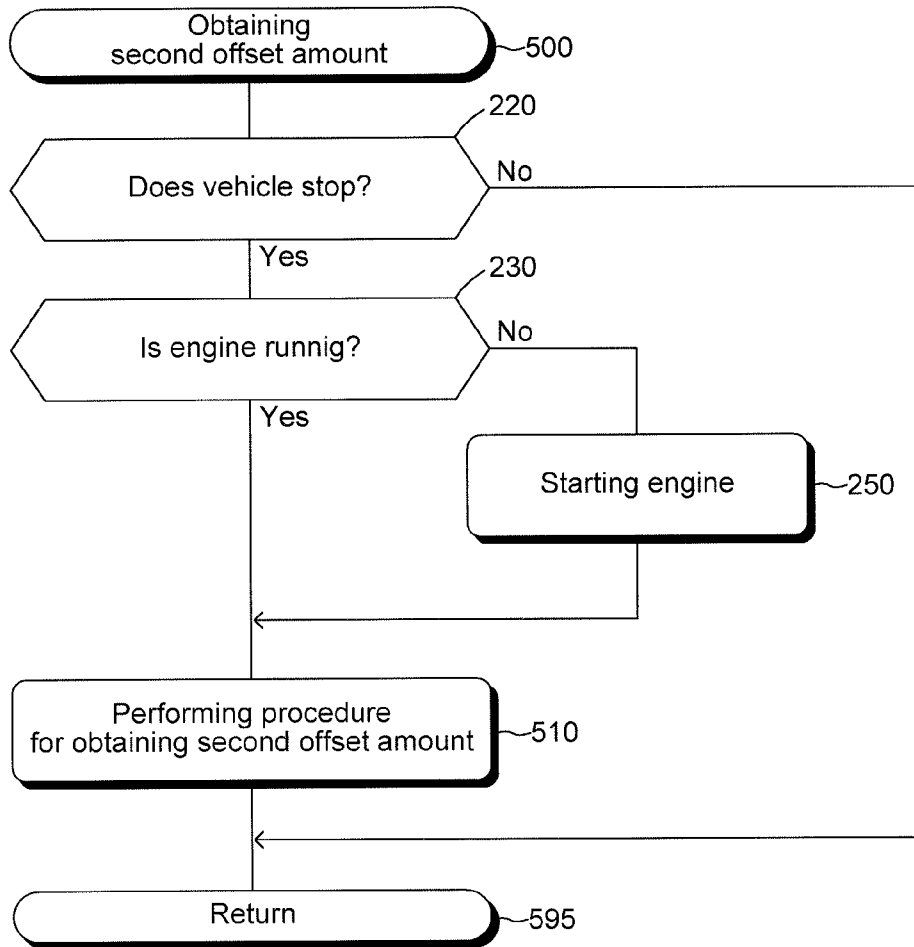 Obtaining
second offset amount
500
220
Does vehicle stop?
No
Yes
230
Is engine runnig?
No
Yes
Starting engine
250
Performing procedure
for obtaining second offset amount
510
Return
595